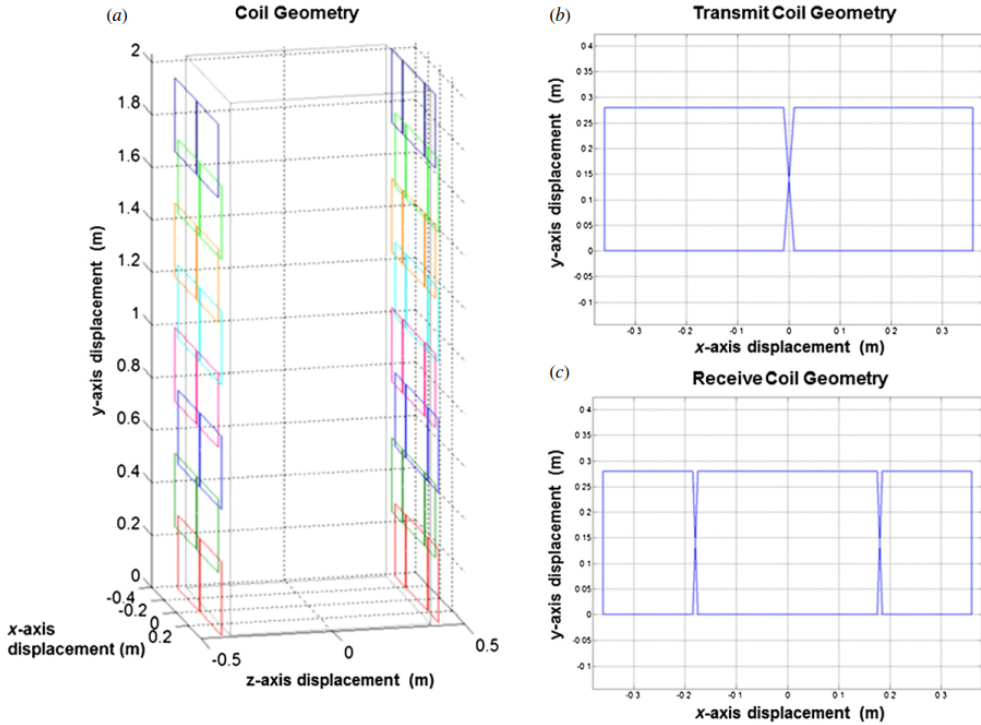 (a)
Coil Geometry
2
1.8
1.6
1.4
1.2
1
0.8
0.6
0.4
0.2
0
y-axis displacement (m)
-0.4
-0.2
0
0.2
x-axis
displacement (m)
-0.5
0
0.5
z-axis displacement (m)
(b)
Transmit Coil Geometry
0.4
0.35
0.3
0.25
0.2
0.15
0.1
0.05
0
-0.05
-0.1
y-axis displacement (m)
-0.3 -0.2 -0.1 0 0.1 0.2 0.3
x-axis displacement (m)
(c)
Receive Coil Geometry
0.4
0.35
0.3
0.25
0.2
0.15
0.1
0.05
0
-0.05
-0.1
y-axis displacement (m)
-0.3 -0.2 -0.1 0 0.1 0.2 0.3
x-axis displacement (m)